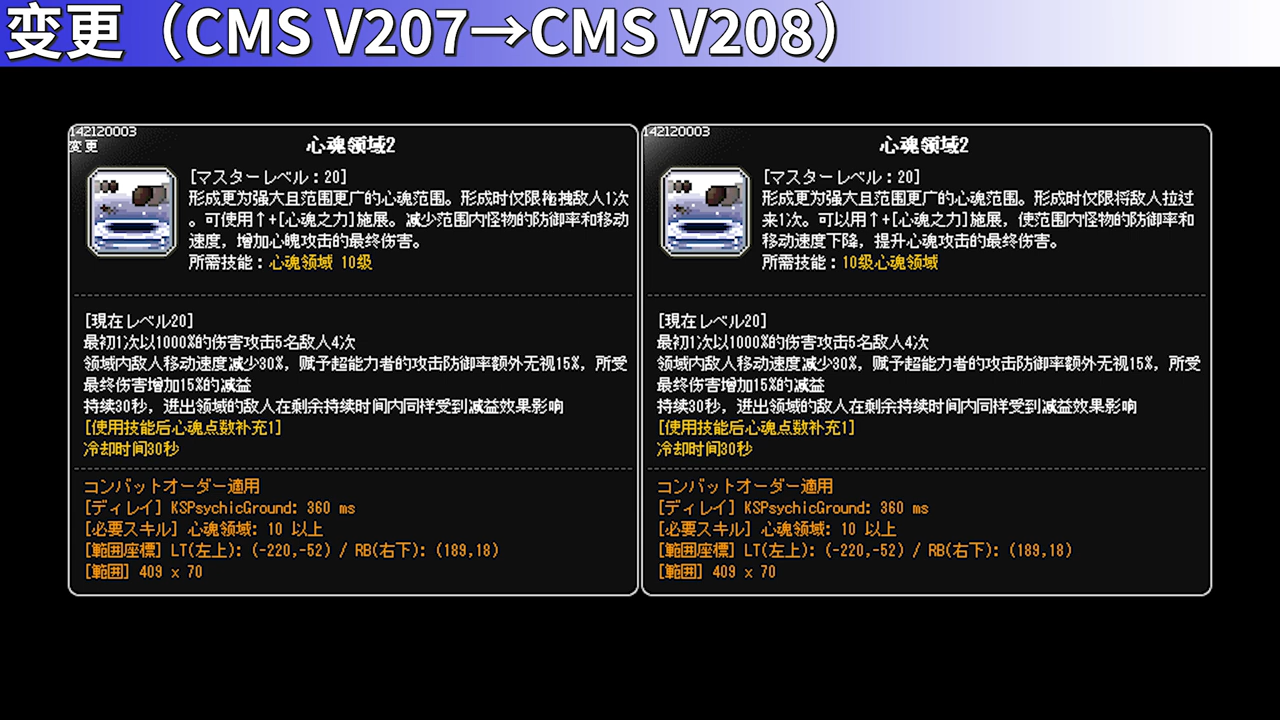 变更（CMS V207→CMS V208）
142120003
変更
心魂领域2
[マスターレベル：20]
形成更为强大且范围更广的心魂范围。形成时仅限拖拽敌人1次
。可使用↑+[心魂之力]施展。减少范围内怪物的防御率和移动
速度，增加心魄攻击的最终伤害。
所需技能：心魂领域 10级
[現在レベル20]
最初1次以1000%的伤害攻击5名敌人4次
领域内敌人移动速度减少30%，赋予超能力者的攻击防御率额外无视15%，所受
最终伤害增加15%的减益
持续30秒，进出领域的敌人在剩余持续时间内同样受到减益效果影响
[使用技能后心魂点数补充1]
冷却时间30秒
コンバットオーダー適用
[ディレイ] KSPsychicGround: 360 ms
[必要スキル] 心魂领域: 10 以上
[範囲座標] LT(左上): (-220,-52) / RB(右下): (189,18)
[範囲] 409 x 70
142120003
心魂领域2
[マスターレベル：20]
形成更为强大且范围更广的心魂范围。形成时仅限将敌人拉过
来1次。可以用↑+[心魂之力]施展，使范围内怪物的防御率和
移动速度下降，提升心魂攻击的最终伤害。
所需技能：10级心魂领域
[現在レベル20]
最初1次以1000%的伤害攻击5名敌人4次
领域内敌人移动速度减少30%，赋予超能力者的攻击防御率额外无视15%，所受
最终伤害增加15%的减益
持续30秒，进出领域的敌人在剩余持续时间内同样受到减益效果影响
[使用技能后心魂点数补充1]
冷却时间30秒
コンバットオーダー適用
[ディレイ] KSPsychicGround: 360 ms
[必要スキル] 心魂领域: 10 以上
[範囲座標] LT(左上): (-220,-52) / RB(右下): (189,18)
[範囲] 409 x 70